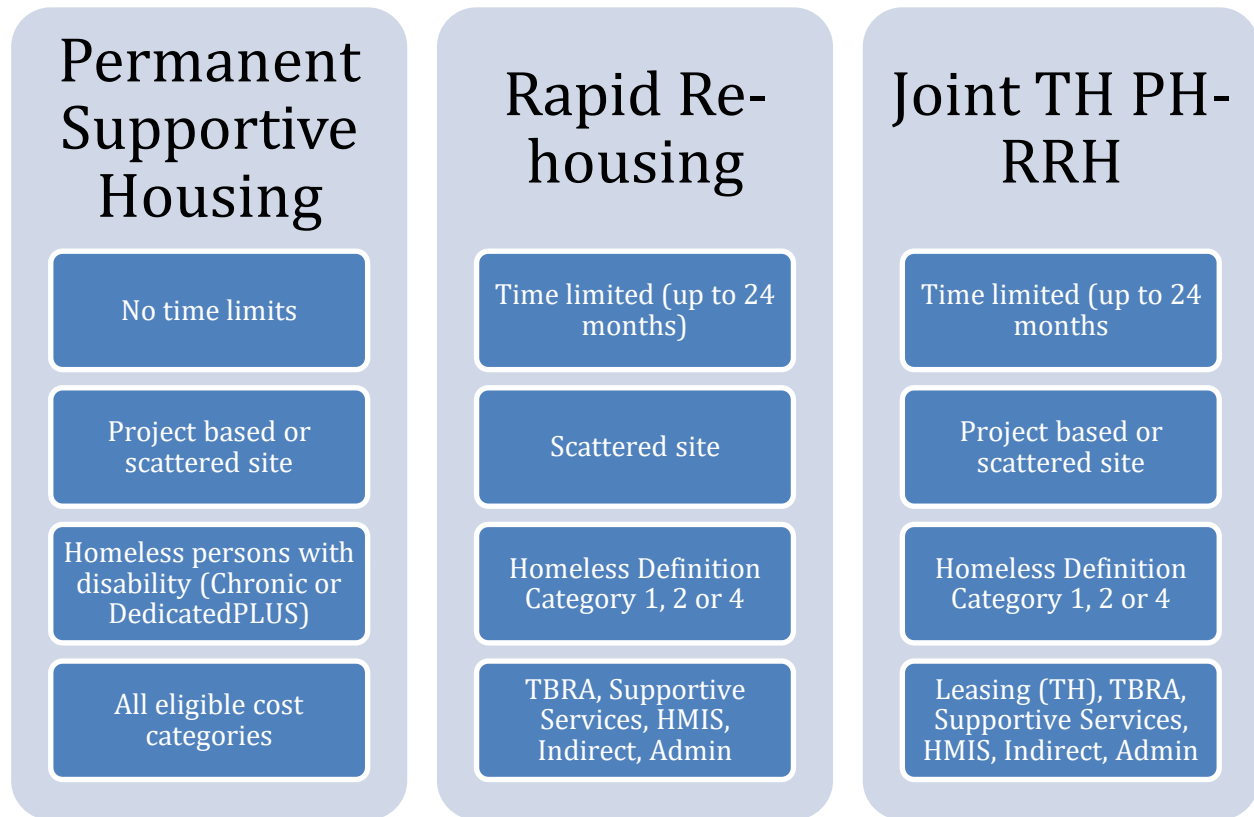 Permanent
Supportive
Housing
No time limits
Project based or
scattered site
Homeless persons with
disability (Chronic or
DedicatedPLUS)
All eligible cost
categories
Rapid Re-
housing
Time limited (up to 24
months)
Scattered site
Homeless Definition
Category 1, 2 or 4
TBRA, Supportive
Services, HMIS,
Indirect, Admin
Joint TH PH-
RRH
Time limited (up to 24
months
Project based or
scattered site
Homeless Definition
Category 1, 2 or 4
Leasing (TH), TBRA,
Supportive Services,
HMIS, Indirect, Admin